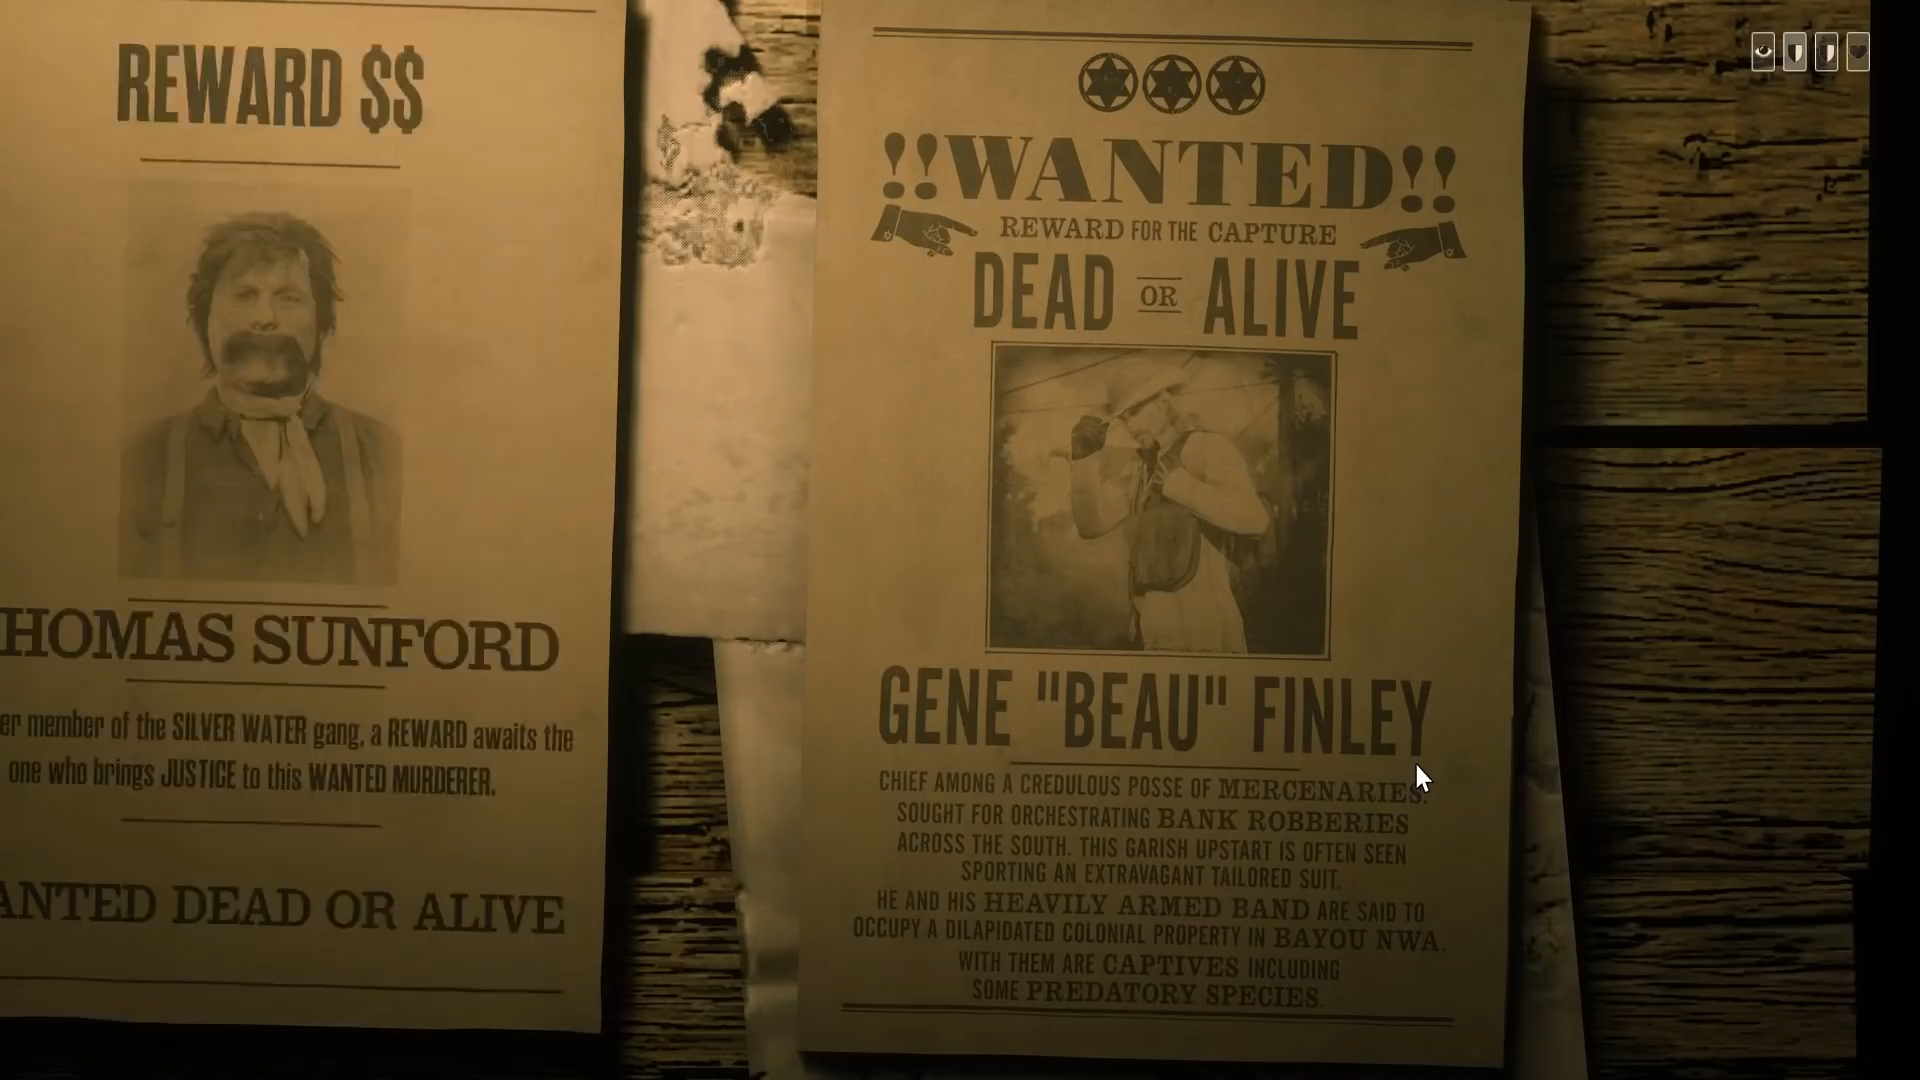 REWARD $$
HOMAS SUNFORD
er member of the SILVER WATER gang, a REWARD awaits the
one who brings JUSTICE to this WANTED MURDERER.
ANTED DEAD OR ALIVE
!!WANTED!!
REWARD FOR THE CAPTURE
DEAD OR ALIVE
GENE "BEAU" FINLEY
CHIEF AMONG A CREDULOUS POSSE OF MERCENARIES.
SOUGHT FOR ORCHESTRATING BANK ROBBERIES
ACROSS THE SOUTH. THIS GARISH UPSTART IS OFTEN SEEN
SPORTING AN EXTRAVAGANT TAILORED SUIT.
HE AND HIS HEAVILY ARMED BAND ARE SAID TO
OCCUPY A DILAPIDATED COLONIAL PROPERTY IN BAYOU NWA.
WITH THEM ARE CAPTIVES INCLUDING
SOME PREDATORY SPECIES.